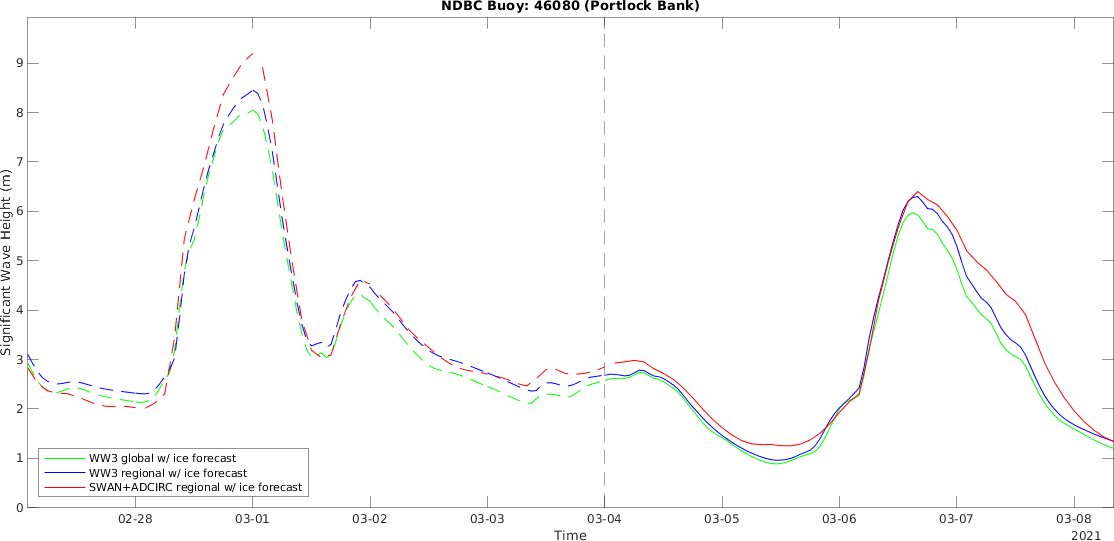 NDBC Buoy: 46080 (Portlock Bank)
Significant Wave Height (m)
9
8
7
6
5
4
3
2
1
0
WW3 global w/ ice forecast
WW3 regional w/ ice forecast
SWAN+ADCIRC regional w/ ice forecast
02-28 03-01 03-02 03-03 03-04 03-05 03-06 03-07 03-08
Time
2021